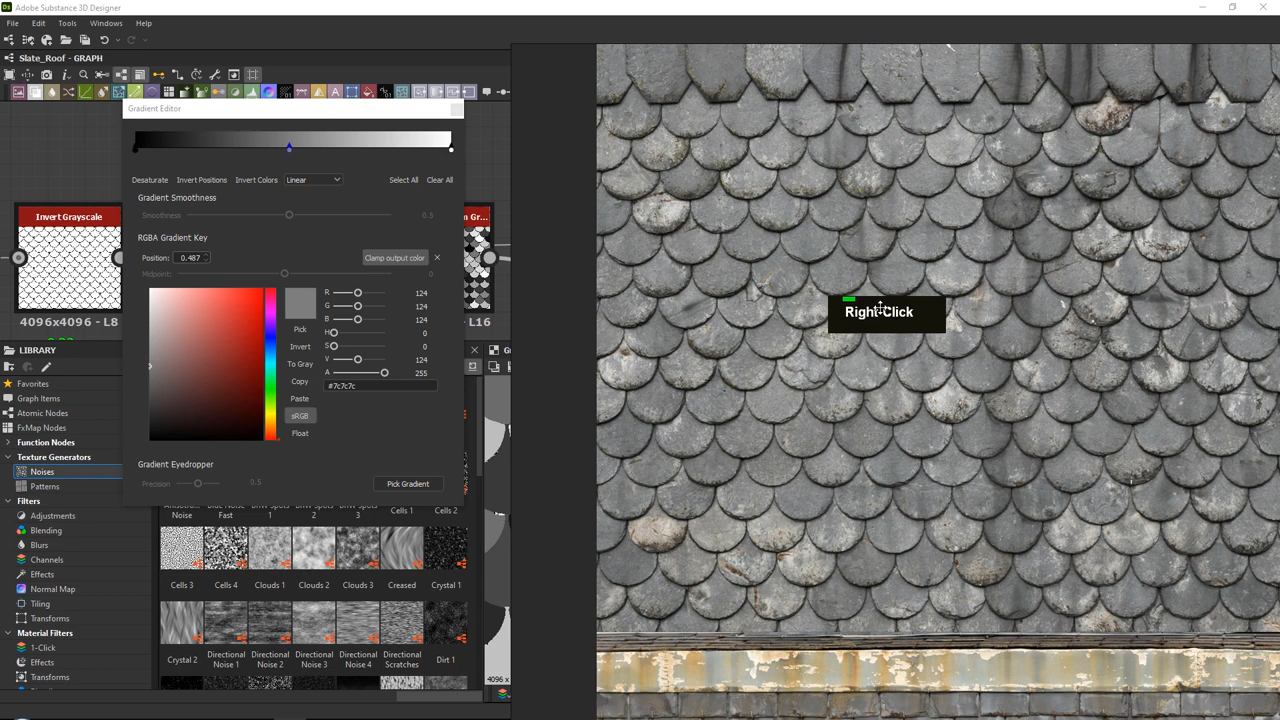 Adobe Substance 3D Designer
File Edit Tools Windows Help
Slate_Roof - GRAPH
Gradient Editor
Desaturate Invert Positions Invert Colors Linear Select All Clear All
Gradient Smoothness
Smoothness 0.5
Invert Grayscale
RGBA Gradient Key
Position: 0.487 Clamp output color
Midpoint: 0
R 124
G 124
B 124
H 0
S 0
V 124
A 255
#7c7c7c
Pick
Invert
To Gray
Copy
Paste
sRGB
Float
4096x4096 - L8
L16
Right-Click
Gradient Eyedropper
Precision 0.5 Pick Gradient
LIBRARY
Favorites
Graph Items
Atomic Nodes
FxMap Nodes
Function Nodes
Texture Generators
Noises
Patterns
Filters
Adjustments
Blending
Blurs
Channels
Effects
Normal Map
Tiling
Transforms
Material Filters
1-Click
Effects
Transforms
Noise Fast 1 2 3 Cells 1 Cells 2
Cells 3 Cells 4 Clouds 1 Clouds 2 Clouds 3 Creased Crystal 1
Crystal 2 Directional Noise 1 Directional Noise 2 Directional Noise 3 Directional Noise 4 Directional Scratches Dirt 1
4096 x